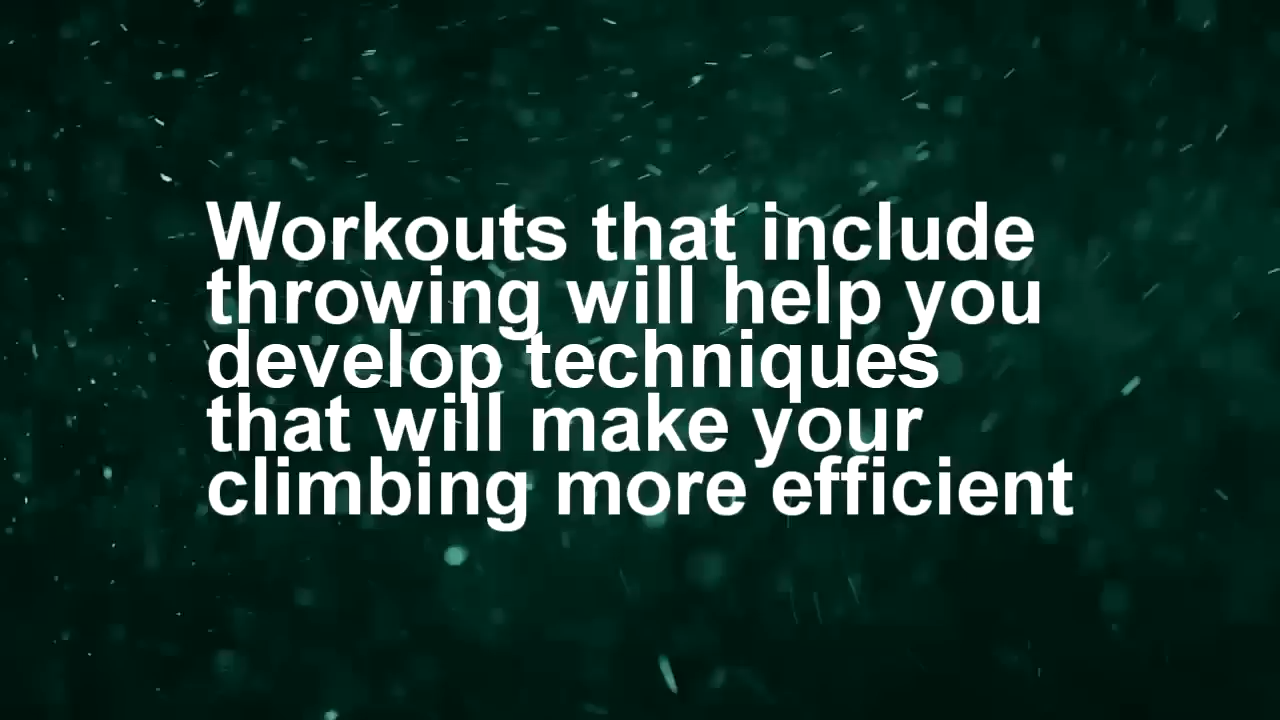 Workouts that include
throwing will help you
develop techniques
that will make your
climbing more efficient